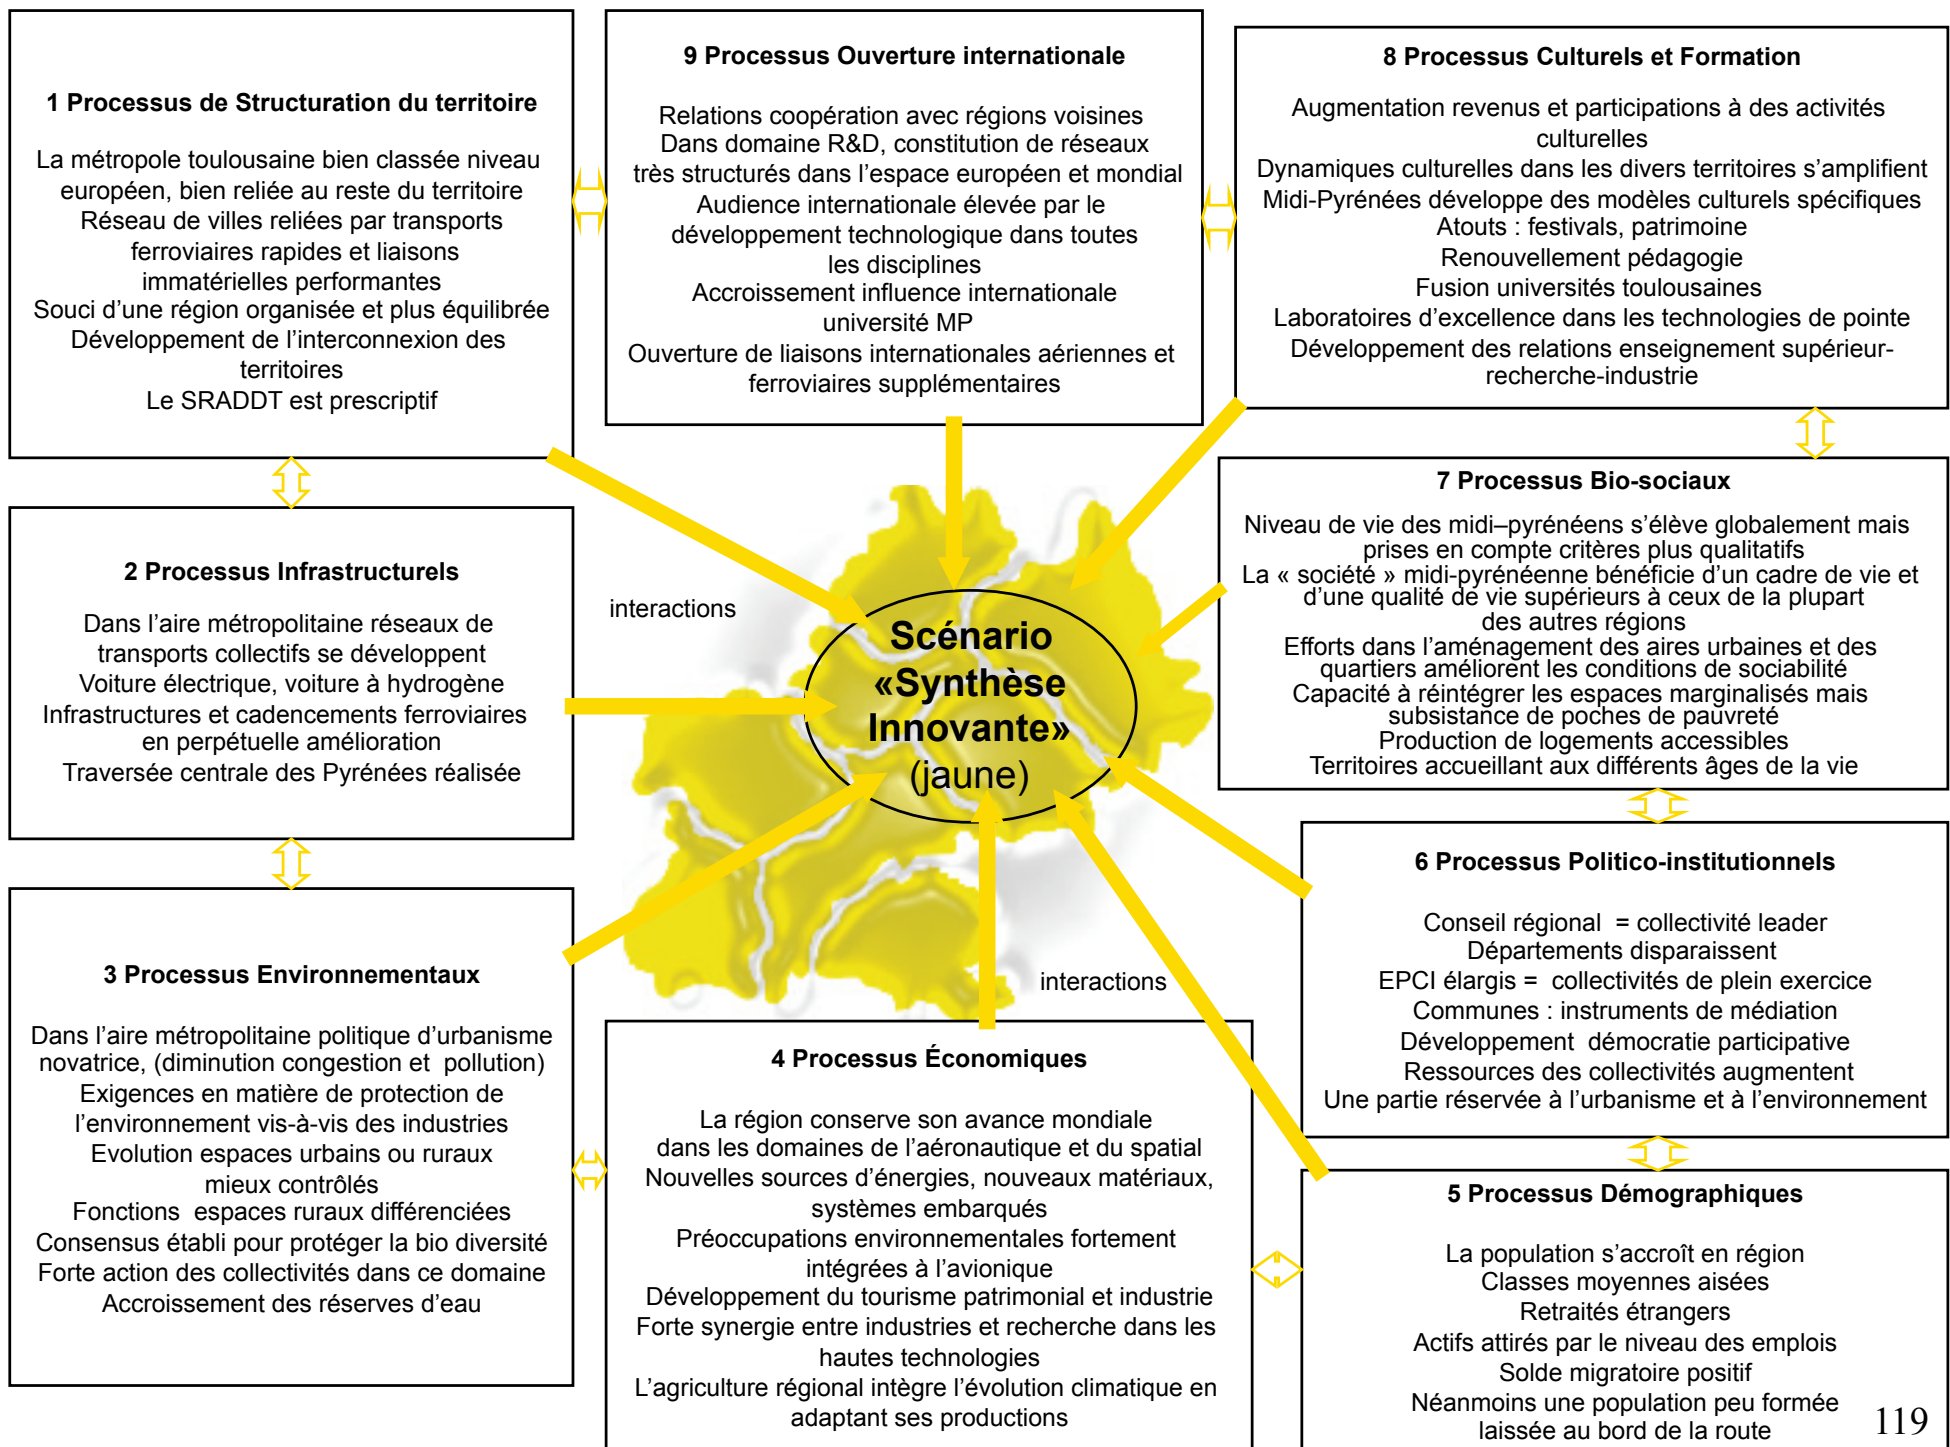 1 Processus de Structuration du territoire
La métropole toulousaine bien classée niveau
européen, bien reliée au reste du territoire
Réseau de villes reliées par transports
ferroviaires rapides et liaisons
immatérielles performantes
Souci d’une région organisée et plus équilibrée
Développement de l’interconnexion des
territoires
Le SRADDT est prescriptif
9 Processus Ouverture internationale
Relations coopération avec régions voisines
Dans domaine R&D, constitution de réseaux
très structurés dans l’espace européen et mondial
Audience internationale élevée par le
développement technologique dans toutes
les disciplines
Accroissement influence internationale
université MP
Ouverture de liaisons internationales aériennes et
ferroviaires supplémentaires
8 Processus Culturels et Formation
Augmentation revenus et participations à des activités
culturelles
Dynamiques culturelles dans les divers territoires s’amplifient
Midi-Pyrénées développe des modèles culturels spécifiques
Atouts : festivals, patrimoine
Renouvellement pédagogie
Fusion universités toulousaines
Laboratoires d’excellence dans les technologies de pointe
Développement des relations enseignement supérieur-
recherche-industrie
2 Processus Infrastructurels
Dans l’aire métropolitaine réseaux de
transports collectifs se développent
Voiture électrique, voiture à hydrogène
Infrastructures et cadencements ferroviaires
en perpétuelle amélioration
Traversée centrale des Pyrénées réalisée
interactions
Scénario
«Synthèse
Innovante»
(jaune)
7 Processus Bio-sociaux
Niveau de vie des midi–pyrénéens s’élève globalement mais
prises en compte critères plus qualitatifs
La « société » midi-pyrénéenne bénéficie d’un cadre de vie et
d’une qualité de vie supérieurs à ceux de la plupart
des autres régions
Efforts dans l’aménagement des aires urbaines et des
quartiers améliorent les conditions de sociabilité
Capacité à réintégrer les espaces marginalisés mais
subsistance de poches de pauvreté
Production de logements accessibles
Territoires accueillant aux différents âges de la vie
3 Processus Environnementaux
Dans l’aire métropolitaine politique d’urbanisme
novatrice, (diminution congestion et pollution)
Exigences en matière de protection de
l’environnement vis-à-vis des industries
Evolution espaces urbains ou ruraux
mieux contrôlés
Fonctions espaces ruraux différenciées
Consensus établi pour protéger la bio diversité
Forte action des collectivités dans ce domaine
Accroissement des réserves d’eau
interactions
4 Processus Économiques
La région conserve son avance mondiale
dans les domaines de l’aéronautique et du spatial
Nouvelles sources d’énergies, nouveaux matériaux,
systèmes embarqués
Préoccupations environnementales fortement
intégrées à l’avionique
Développement du tourisme patrimonial et industrie
Forte synergie entre industries et recherche dans les
hautes technologies
L’agriculture régional intègre l’évolution climatique en
adaptant ses productions
6 Processus Politico-institutionnels
Conseil régional = collectivité leader
Départements disparaissent
EPCI élargis = collectivités de plein exercice
Communes : instruments de médiation
Développement démocratie participative
Ressources des collectivités augmentent
Une partie réservée à l’urbanisme et à l’environnement
5 Processus Démographiques
La population s’accroît en région
Classes moyennes aisées
Retraités étrangers
Actifs attirés par le niveau des emplois
Solde migratoire positif
Néanmoins une population peu formée
laissée au bord de la route
119